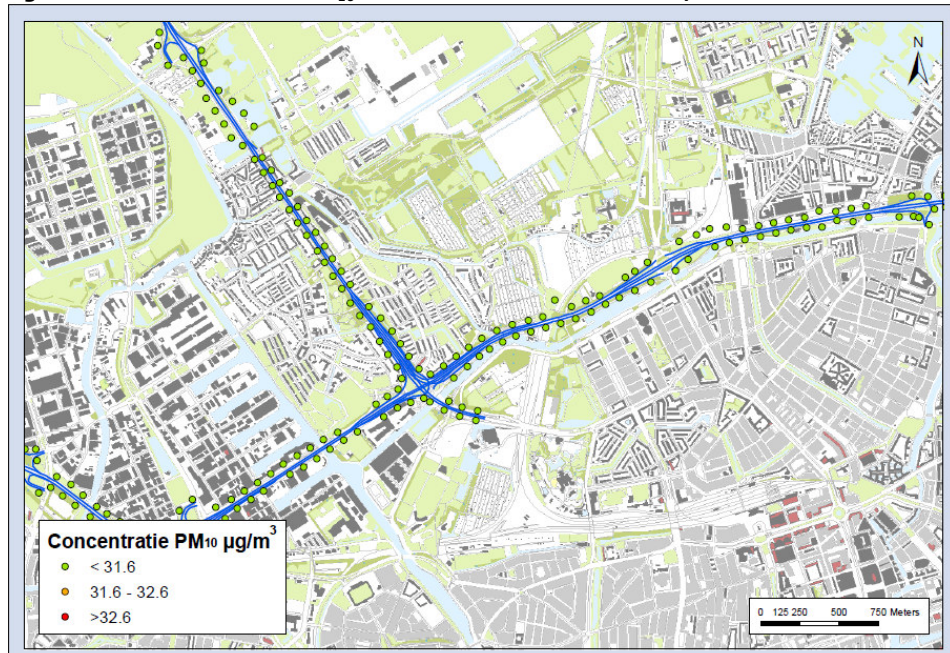 N
Concentratie PM₁₀ µg/m³
< 31.6
31.6 - 32.6
>32.6
0 125 250 500 750 Meters